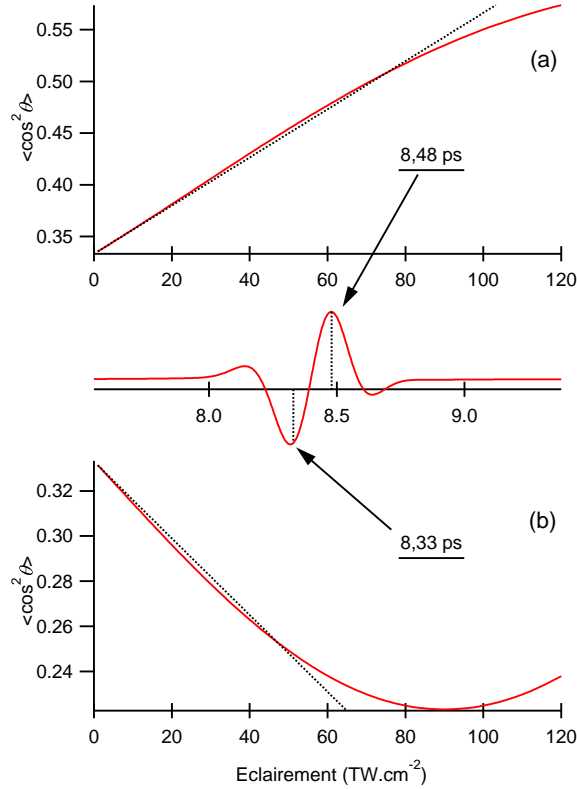 0.55
0.50
0.45
0.40
0.35
<cos²θ>
(a)
8,48 ps
0 20 40 60 80 100 120
8.0 8.5 9.0
0.32
0.30
0.28
0.26
0.24
<cos²θ>
(b)
8,33 ps
0 20 40 60 80 100 120
Eclairement (TW.cm⁻²)